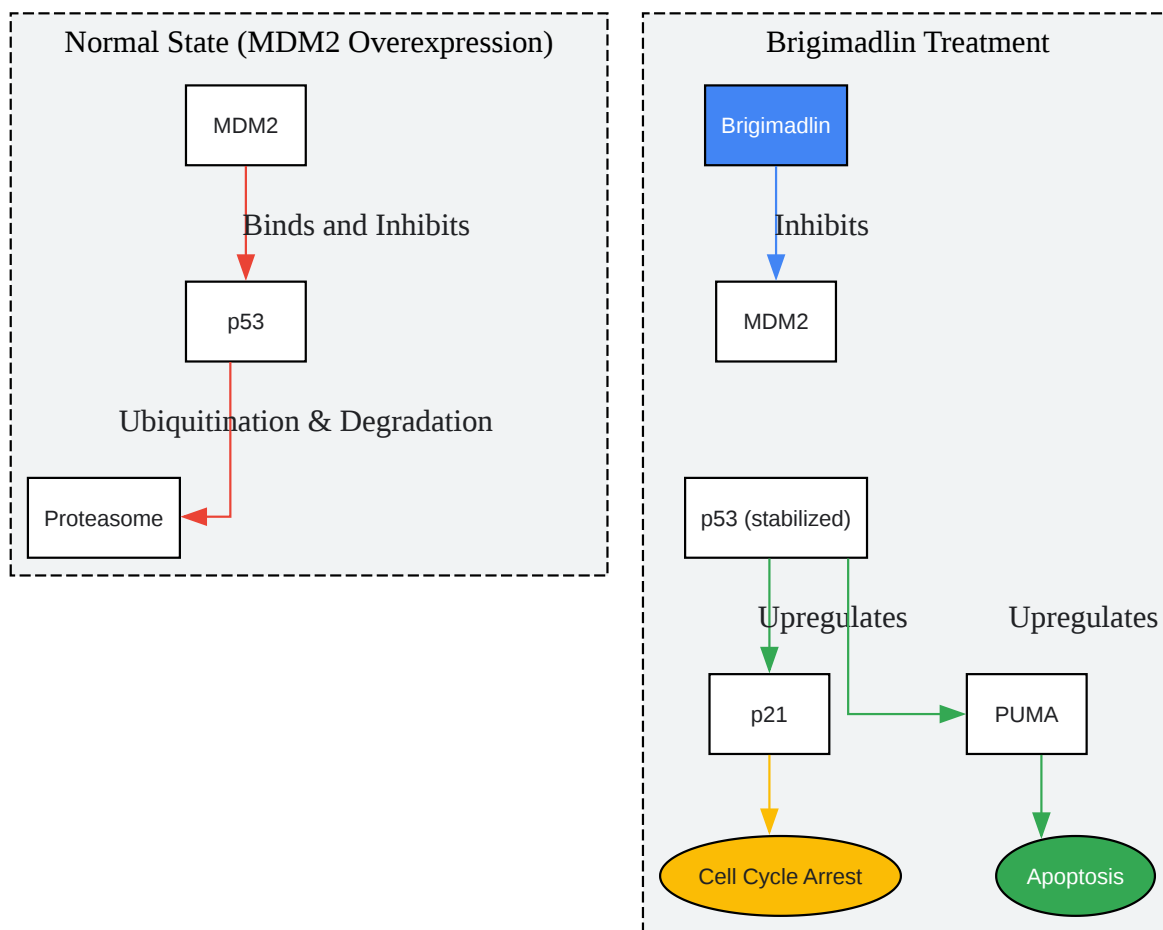 Normal State (MDM2 Overexpression)
MDM2
Binds and Inhibits
p53
Ubiquitination & Degradation
Proteasome
Brigimadlin Treatment
Brigimadlin
Inhibits
MDM2
p53 (stabilized)
Upregulates
Upregulates
p21
PUMA
Cell Cycle Arrest
Apoptosis